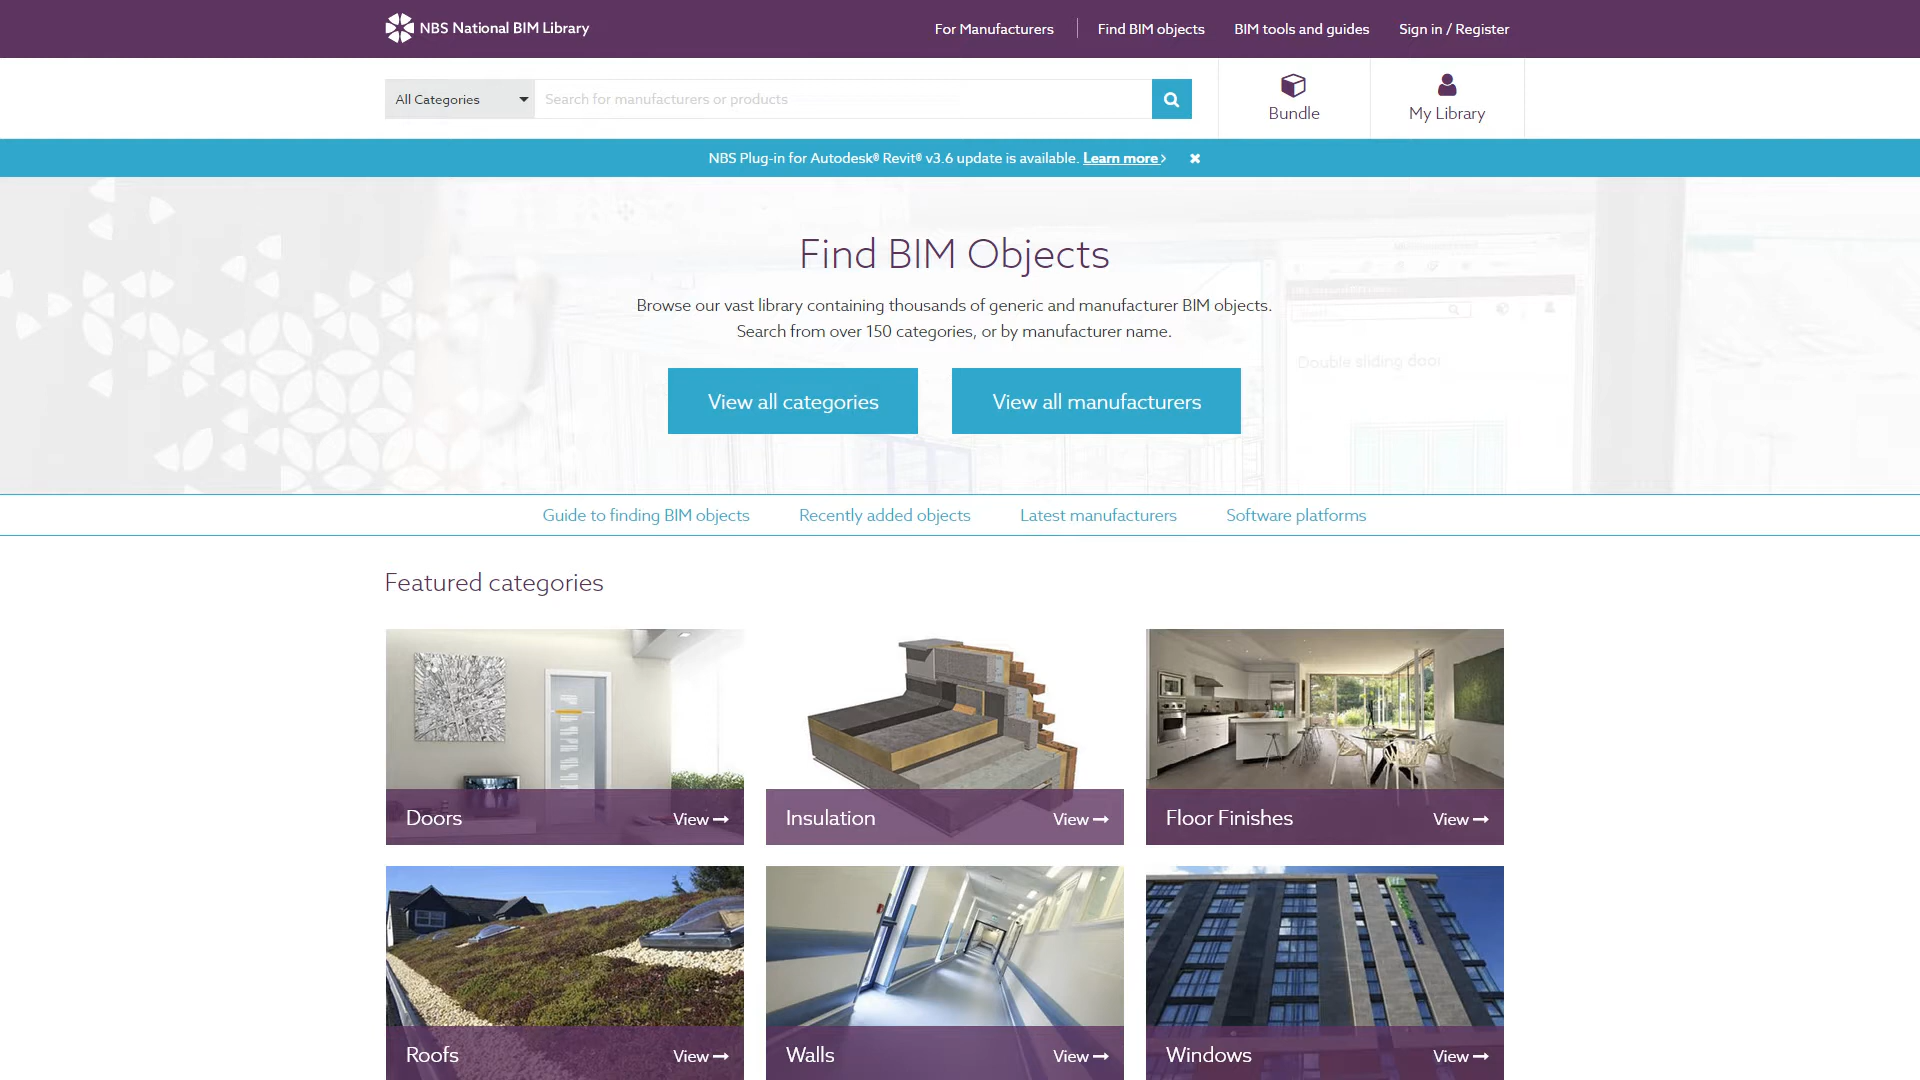 NBS National BIM Library
For Manufacturers
Find BIM objects
BIM tools and guides
Sign in / Register
All Categories
Search for manufacturers or products
Bundle
My Library
NBS Plug-in for Autodesk® Revit® v3.6 update is available. Learn more
Find BIM Objects
Browse our vast library containing thousands of generic and manufacturer BIM objects.
Search from over 150 categories, or by manufacturer name.
Double sliding door
View all categories
View all manufacturers
Guide to finding BIM objects
Recently added objects
Latest manufacturers
Software platforms
Featured categories
Doors
View
Insulation
View
Floor Finishes
View
Roofs
View
Walls
View
Windows
View